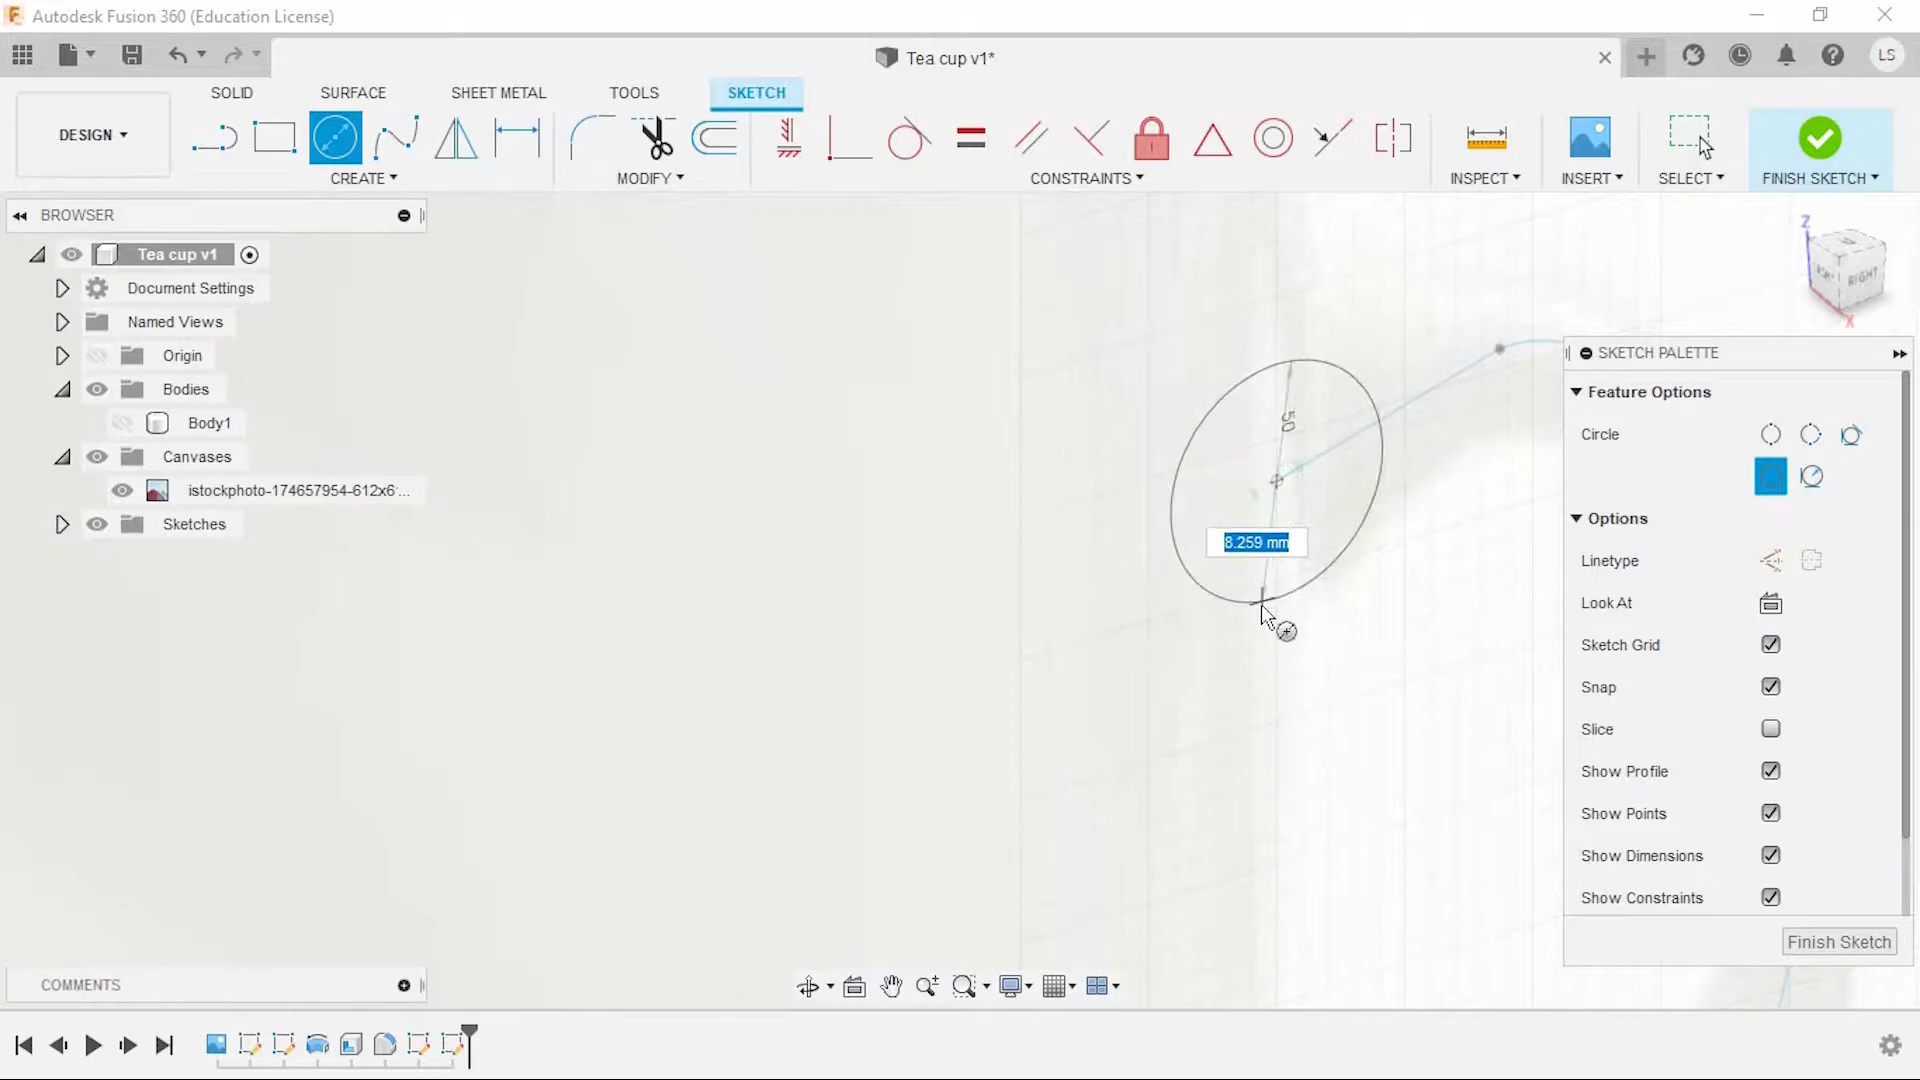 Autodesk Fusion 360 (Education License)
Tea cup v1*
LS
DESIGN
SOLID
SURFACE
SHEET METAL
TOOLS
SKETCH
CREATE
MODIFY
CONSTRAINTS
INSPECT
INSERT
SELECT
FINISH SKETCH
BROWSER
Tea cup v1
Document Settings
Named Views
Origin
Bodies
Body1
Canvases
istockphoto-174657954-612x6...
Sketches
50
8.259 mm
Z
RIGHT
X
SKETCH PALETTE
Feature Options
Circle
Options
Linetype
Look At
Sketch Grid
Snap
Slice
Show Profile
Show Points
Show Dimensions
Show Constraints
Finish Sketch
COMMENTS